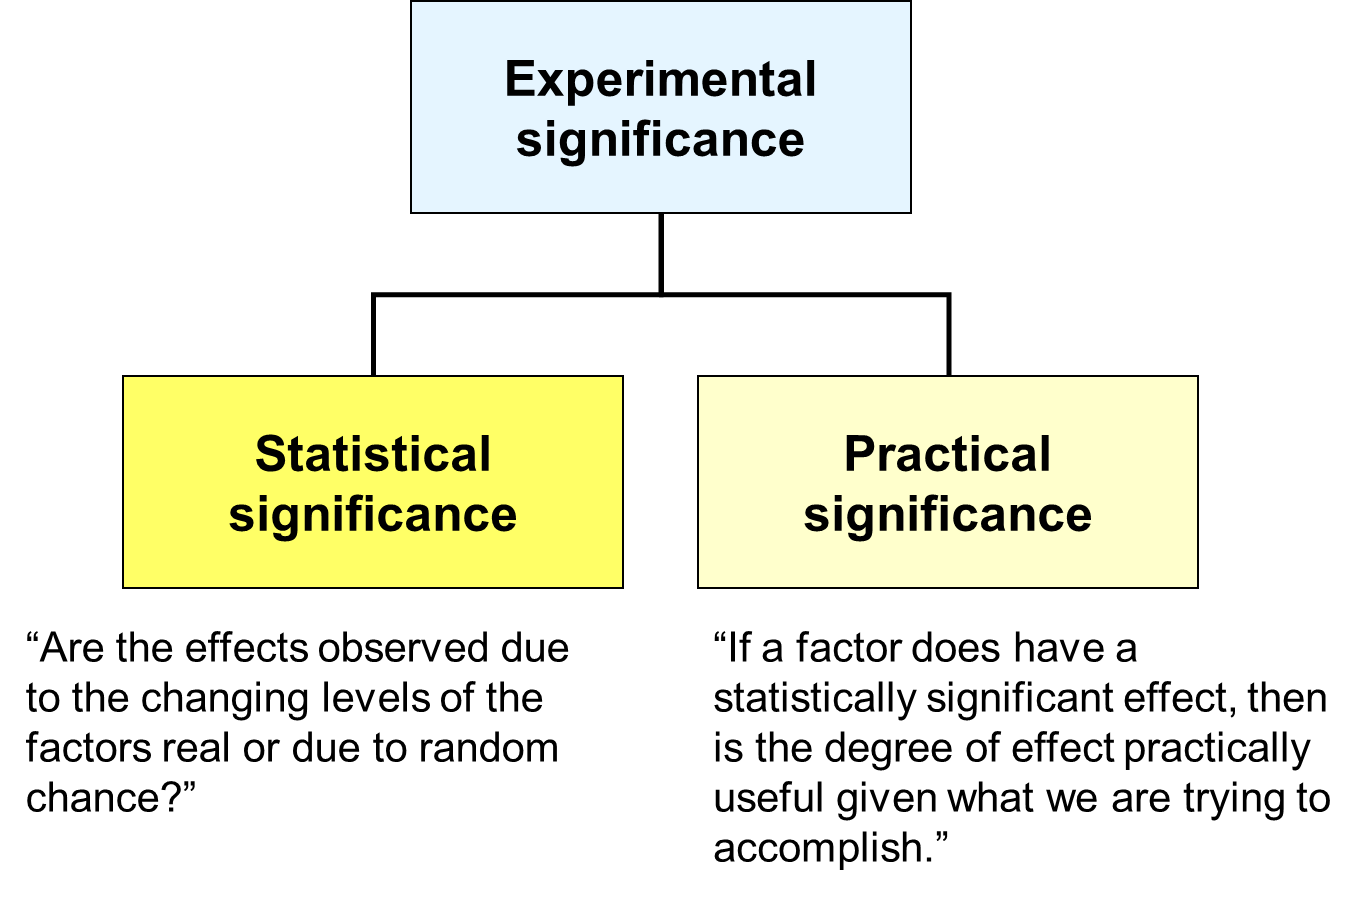 Experimental
significance
Statistical
significance
Practical
significance
“Are the effects observed due
to the changing levels of the
factors real or due to random
chance?”
“If a factor does have a
statistically significant effect, then
is the degree of effect practically
useful given what we are trying to
accomplish.”